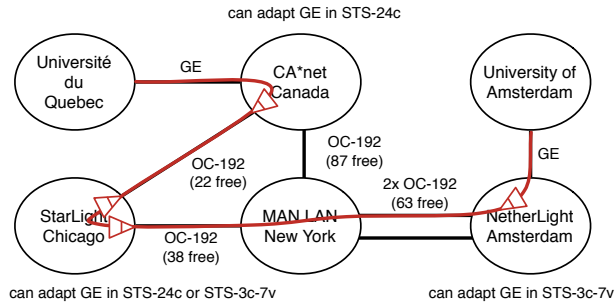 can adapt GE in STS-24c
Université
du
Quebec
GE
CA*net
Canada
University of
Amsterdam
OC-192
(22 free)
OC-192
(87 free)
GE
2x OC-192
(63 free)
StarLight
Chicago
OC-192
(38 free)
MAN LAN
New York
NetherLight
Amsterdam
can adapt GE in STS-24c or STS-3c-7v
can adapt GE in STS-3c-7v